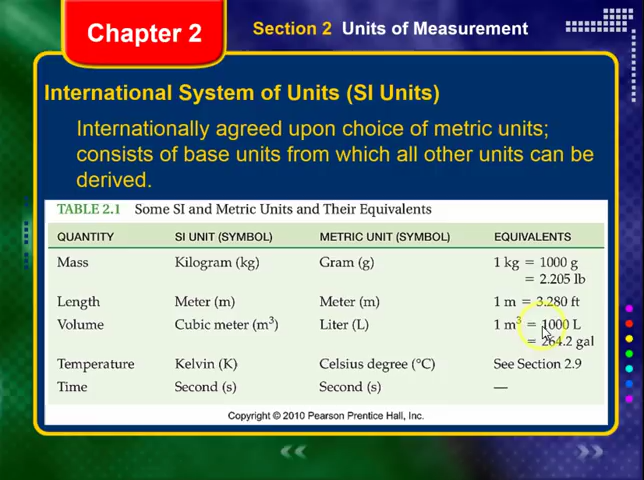 Chapter 2
Section 2 Units of Measurement
International System of Units (SI Units)
Internationally agreed upon choice of metric units;
consists of base units from which all other units can be
derived.
TABLE 2.1 Some SI and Metric Units and Their Equivalents
QUANTITY SI UNIT (SYMBOL) METRIC UNIT (SYMBOL) EQUIVALENTS
Mass Kilogram (kg) Gram (g) 1 kg = 1000 g
= 2.205 lb
Length Meter (m) Meter (m) 1 m = 3.280 ft
Volume Cubic meter (m³) Liter (L) 1 m³ = 1000 L
= 264.2 gal
Temperature Kelvin (K) Celsius degree (°C) See Section 2.9
Time Second (s) Second (s) —
Copyright © 2010 Pearson Prentice Hall, Inc.